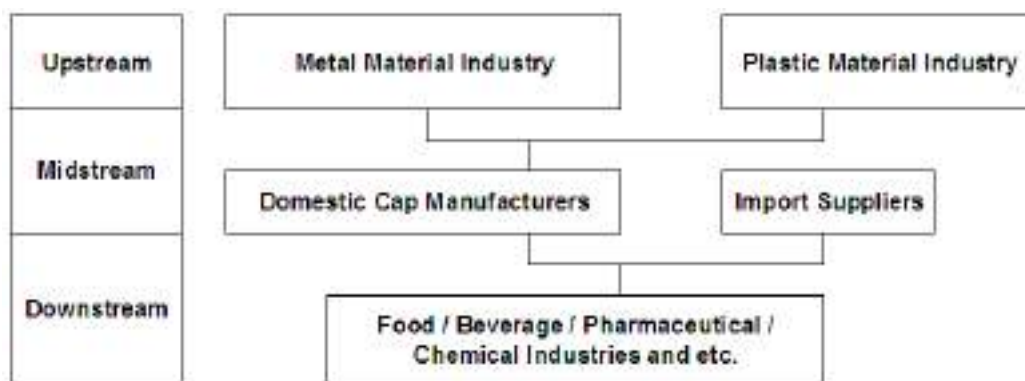 Upstream
Metal Material Industry
Plastic Material Industry
Midstream
Domestic Cap Manufacturers
Import Suppliers
Downstream
Food / Beverage / Pharmaceutical /
Chemical Industries and etc.